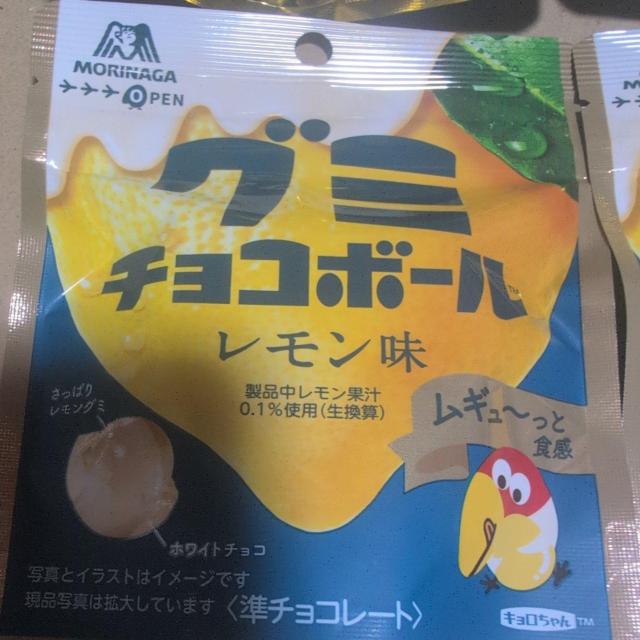 MORINAGA
OPEN
グミ
チョコボール™
レモン味
製品中レモン果汁
0.1%使用(生換算)
さっぱり
レモングミ
ムギュ〜っと
食感
ホワイトチョコ
写真とイラストはイメージです
現品写真は拡大しています
〈準チョコレート〉
キョロちゃん™